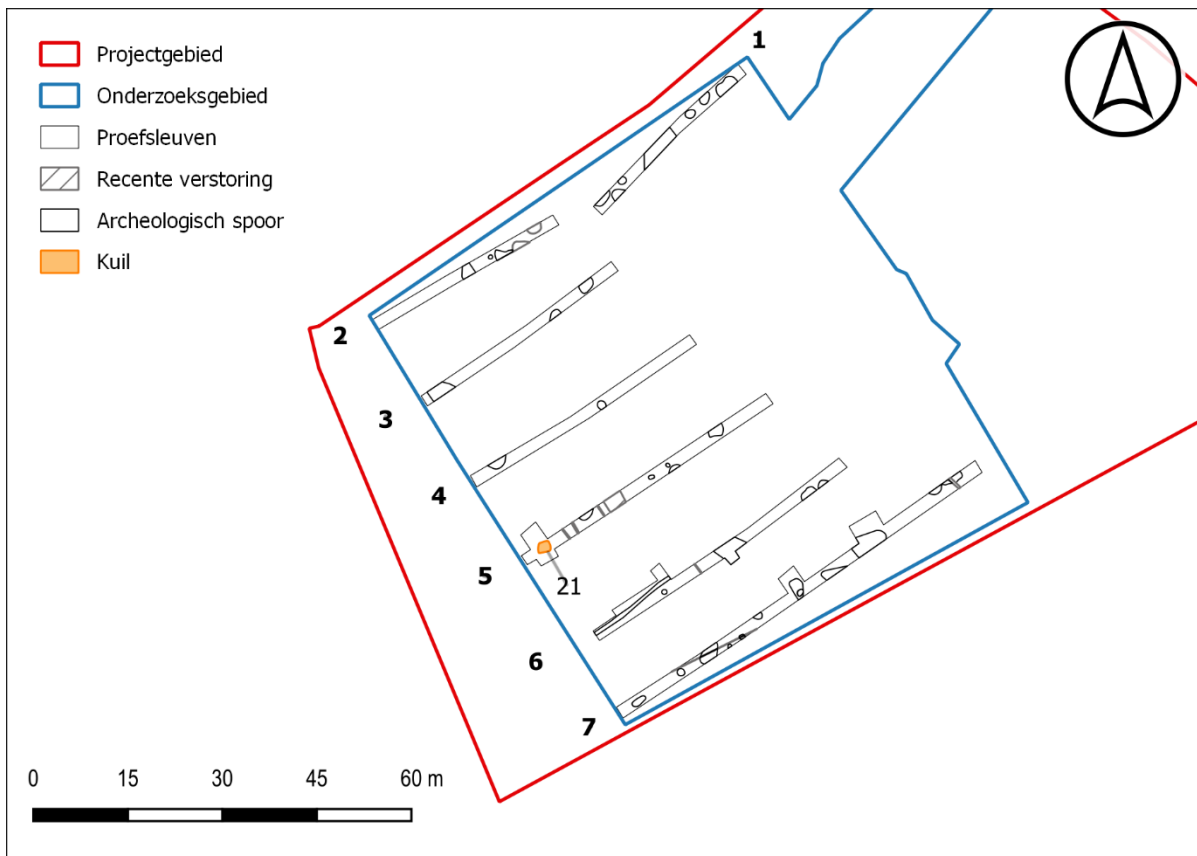 Projectgebied
Onderzoeksgebied
Proefsleuven
Recente verstoring
Archeologisch spoor
Kuil
1
2
3
4
5
21
6
7
0 15 30 45 60 m